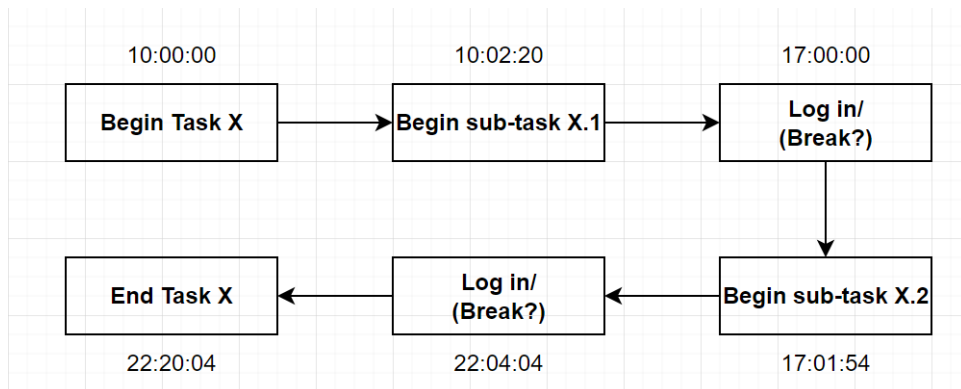 10:00:00
10:02:20
17:00:00
Begin Task X
Begin sub-task X.1
Log in/
(Break?)
End Task X
Log in/
(Break?)
Begin sub-task X.2
22:20:04
22:04:04
17:01:54